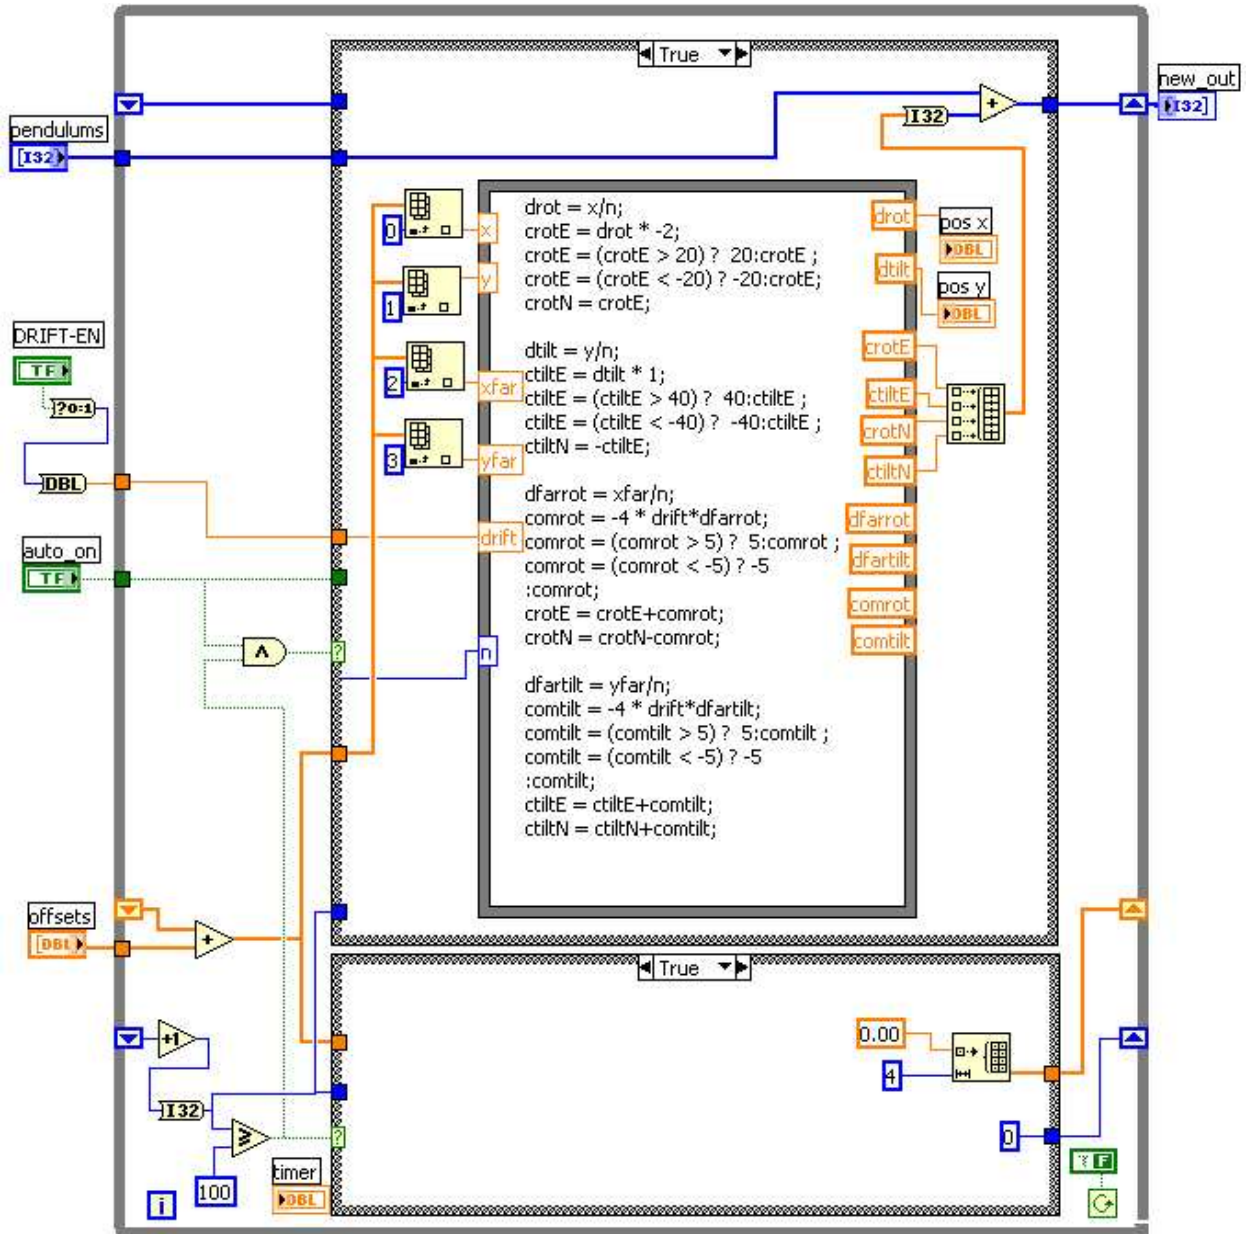 True
new_out
I32
[I32]
pendulums
[I32]
0
x
drot = x/n;
crotE = drot * -2;
crotE = (crotE > 20) ? 20:crotE ;
crotE = (crotE < -20) ? -20:crotE;
crotN = crotE;
drot
pos x
DBL
dtilt
pos y
DBL
1
y
DRIFT-EN
TF
?0:1
DBL
2
xfar
dtilt = y/n;
ctiltE = dtilt * 1;
ctiltE = (ctiltE > 40) ? 40:ctiltE ;
ctiltE = (ctiltE < -40) ? -40:ctiltE ;
ctiltN = -ctiltE;
crotE
ctiltE
crotN
ctiltN
3
yfar
dfarrot = xfar/n;
comrot = -4 * drift*dfarrot;
comrot = (comrot > 5) ? 5:comrot ;
comrot = (comrot < -5) ? -5
:comrot;
crotE = crotE+comrot;
crotN = crotN-comrot;
dfarrot
dfartilt
comrot
comtilt
drift
auto_on
TF
?
n
dfartilt = yfar/n;
comtilt = -4 * drift*dfartilt;
comtilt = (comtilt > 5) ? 5:comtilt ;
comtilt = (comtilt < -5) ? -5
:comtilt;
ctiltE = ctiltE+comtilt;
ctiltN = ctiltN+comtilt;
offsets
[DBL]
+
True
+1
I32
100
?
0.00
4
0
timer
DBL
i
F